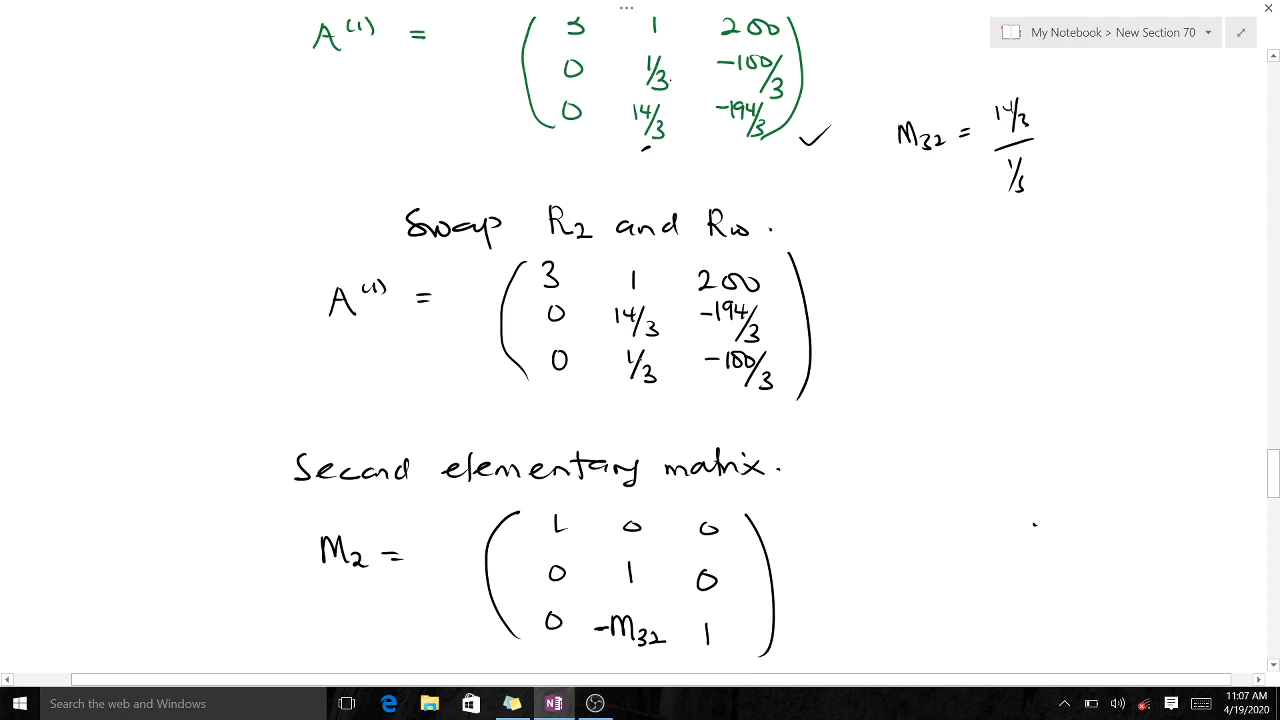 My Notebook > New Section 70
A⁽¹⁾ = ( 3 1 200
0 1/3 -100/3
0 14/3 -194/3 ) ✓
M₃₂ = 14/3
1/3
Swap R₂ and
A⁽¹⁾ = ( 3 1 200
0 14/3 -194/3
0 1/3 -100/3 )
Second elementary matrix.
M₂ = ( 1 0 0
0 1 0
0 -M₃₂ 1 )
Search the web and Windows
11:07 AM
4/19/2020